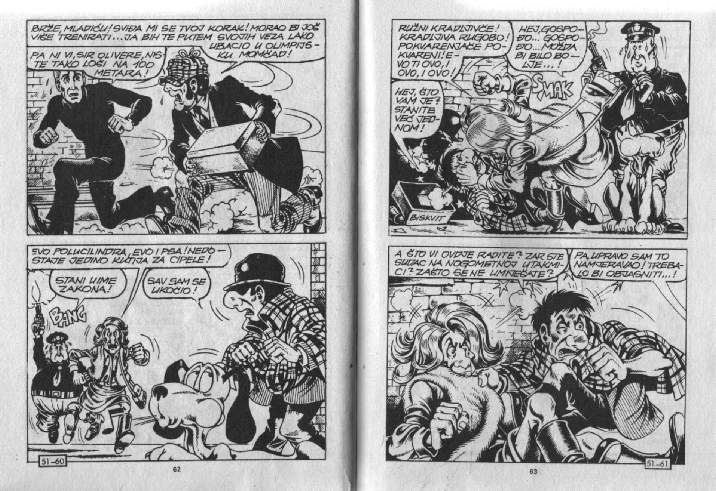 BRŽE, MLADIĆU! SVIĐA MI SE TVOJ KORAK! MORAO BI JOŠ
VIŠE TRENIRATI...JA BIH TE PUTEM SVOJIH VEZA LAKO
UBACIO U OLIMPIJS-
KU MOMČAD!
PA NI VI, SIR OLIVERE, NIS-
TE TAKO LOŠI NA 400
METARA!
EVO POLUCILINDRA, EVO I PSA! NEDO-
STAJE JEDINO KUTIJA ZA CIPELE!
STANI U IME
ZAKONA!
SAV SAM SE
UKOČIO!
BANG
51-60
62
RUŽNI KRADLJIVČE!
KRADLJIVA RUGOBO!
POKVARENJAČE PO-
KVARENI! E-
VO TI OVO, I
OVO, I OVO!
HEJ, GOSPO-
ĐO... GOSPO-
ĐO... MOŽDA
BI BILO BO-
LJE...!
HEJ, ŠTO
VAM JE?
STANITE
VEĆ JED-
NOM!
SMAK
BISKVIT
A ŠTO VI OVDJE RADITE? ZAR STE
SUDAC NA NOGOMETNOJ UTAKMI-
CI? ZAŠTO SE NE UMIJEŠATE?
PA, UPRAVO SAM TO
NAMJERAVAO! TREBA-
LO BI OBJASNITI...!
63
51-61